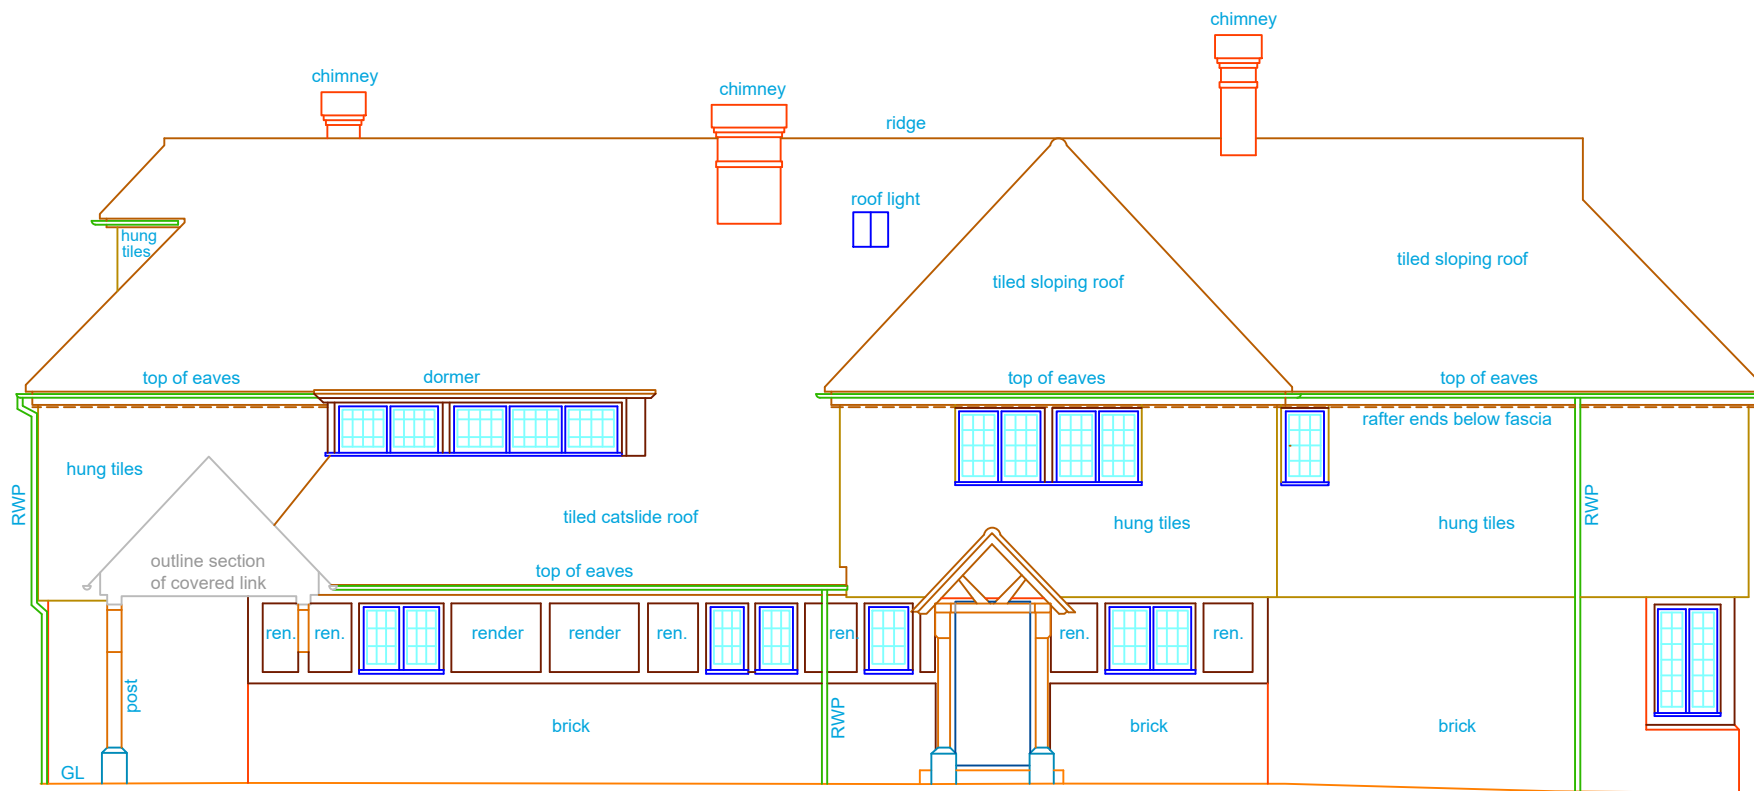 chimney
chimney
chimney
ridge
roof light
hung
tiles
tiled sloping roof
tiled sloping roof
top of eaves
dormer
top of eaves
top of eaves
rafter ends below fascia
hung tiles
RWP
RWP
tiled catslide roof
hung tiles
hung tiles
outline section
of covered link
top of eaves
ren.
ren.
render
render
ren.
ren.
ren.
ren.
post
RWP
brick
brick
brick
GL